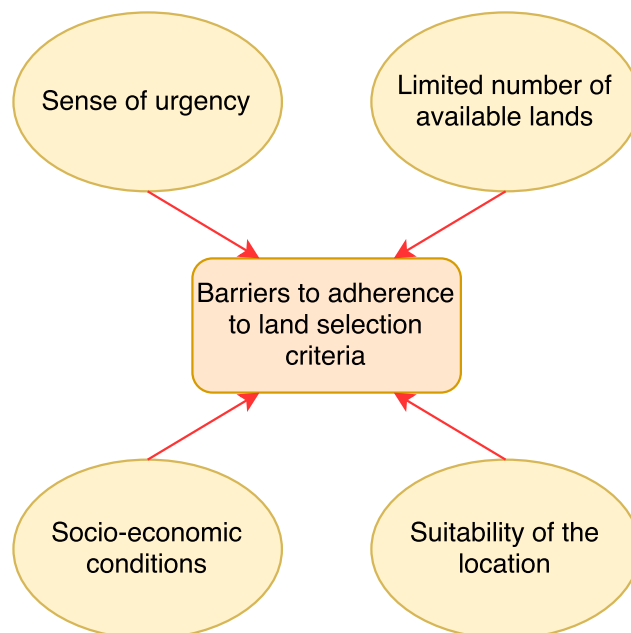 Sense of urgency
Limited number of
available lands
Barriers to adherence
to land selection
criteria
Socio-economic
conditions
Suitability of the
location